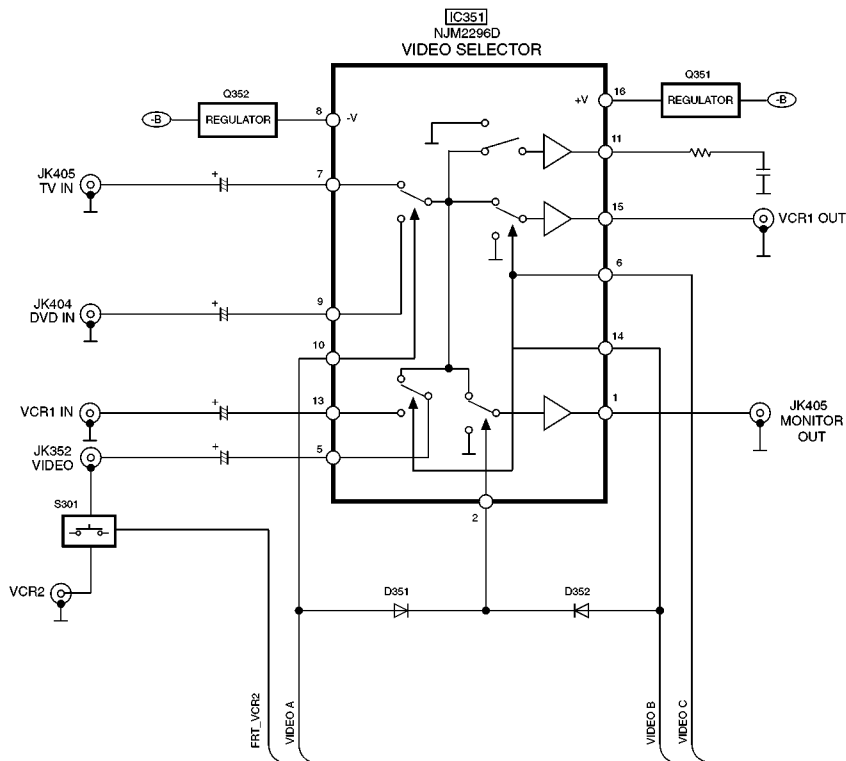 IC351
NJM2296D
VIDEO SELECTOR
Q352
REGULATOR
-B
8
-V
+V
16
Q351
REGULATOR
-B
JK405
TV IN
+
7
11
15
VCR1 OUT
6
JK404
DVD IN
+
9
10
14
VCR1 IN
+
13
1
JK405
MONITOR
OUT
JK352
VIDEO
+
5
S301
2
VCR2
D351
D352
FRT_VCR2
VIDEO A
VIDEO B
VIDEO C